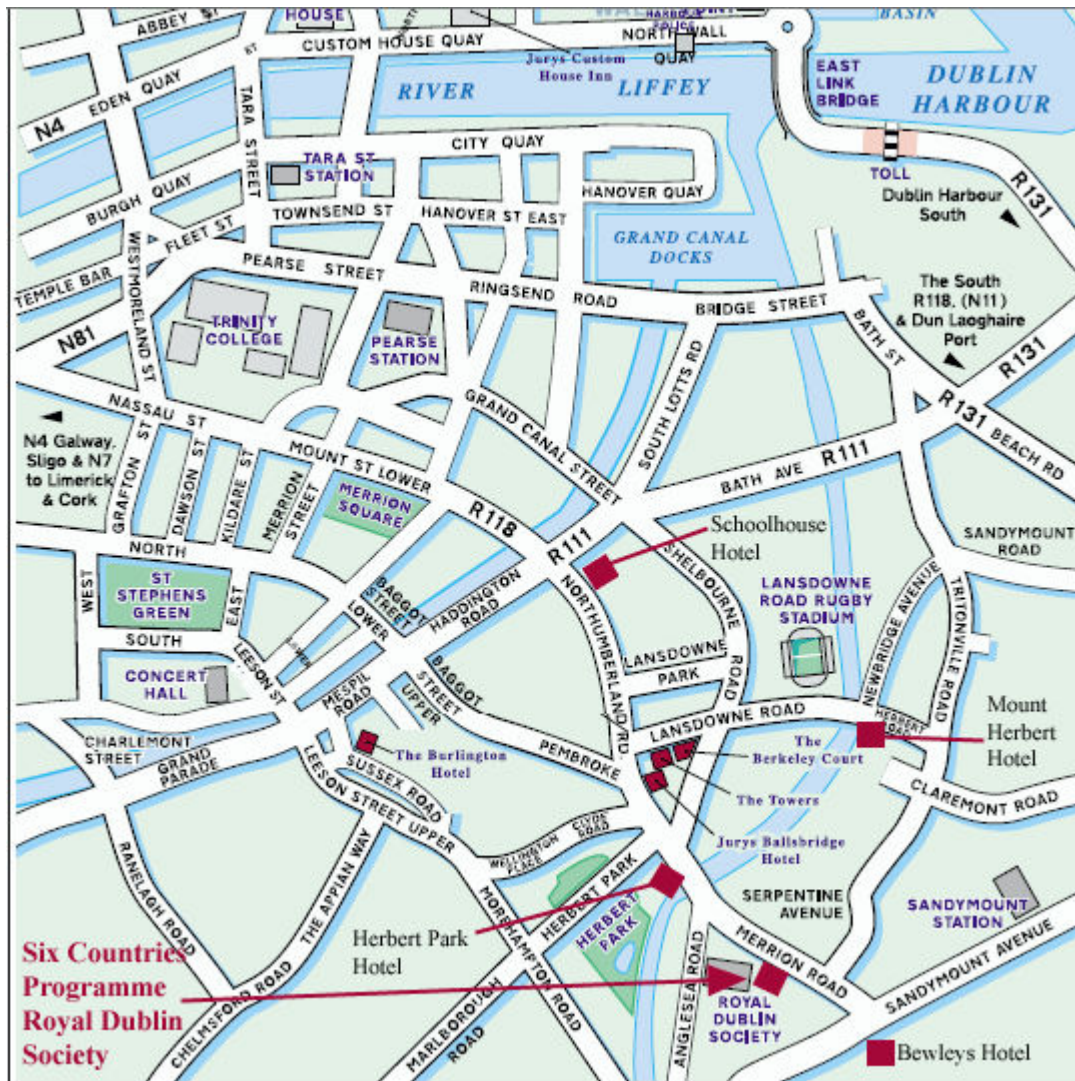 ABBEY ST
HOUSE
CUSTOM HOUSE QUAY
NORTH WALL
QUAY
HARBOUR
POLICE
BASIN
Jurys Custom
House Inn
EAST
LINK
BRIDGE
DUBLIN
HARBOUR
N4
EDEN QUAY
TARA STREET
ST
RIVER
LIFFEY
CITY QUAY
TARA ST
STATION
HANOVER QUAY
TOLL
R131
Dublin Harbour
South
BURGH QUAY
TOWNSEND ST
HANOVER ST EAST
FLEET ST
TEMPLE BAR
WESTMORELAND ST
GRAND CANAL
DOCKS
PEARSE STREET
RINGSEND ROAD
BRIDGE STREET
The South
R118, (N11)
& Dun Laoghaire
Port
N81
TRINITY
COLLEGE
PEARSE
STATION
BATH ST
R131
R131
BEACH RD
NASSAU ST
SOUTH LOTTS RD
GRAND CANAL STREET
N4 Galway,
Sligo & N7
to Limerick
& Cork
GRAFTON ST
DAWSON ST
KILDARE ST
MERRION
STREET
MOUNT ST LOWER
MERRION
SQUARE
R118
R111
BATH AVE R111
Schoolhouse
Hotel
SANDYMOUNT
ROAD
NORTH
WEST
ST
STEPHENS
GREEN
EAST
SOUTH
BAGGOT
STREET
LOWER
HADDINGTON
ROAD
SHELBOURNE
ROAD
NORTHUMBERLAND RD
LANSDOWNE
ROAD RUGBY
STADIUM
NEWBRIDGE AVENUE
TRITONVILLE ROAD
LANSDOWNE
PARK
CONCERT
HALL
LEESON ST
LOWER
MESPIL
ROAD
BAGGOT
STREET
UPPER
LANSDOWNE ROAD
HERBERT
ROAD
Mount
Herbert
Hotel
CHARLEMONT
STREET
GRAND
PARADE
The Burlington
Hotel
SUSSEX ROAD
LEESON STREET UPPER
PEMBROKE
The
Berkeley Court
The Towers
Jurys Ballsbridge
Hotel
CLAREMONT ROAD
CLYDE
ROAD
WELLINGTON
PLACE
RANELAGH ROAD
THE APPIAN WAY
CHELMSFORD ROAD
MOREHAMPTON ROAD
HERBERT PARK
HERBERT
PARK
SERPENTINE
AVENUE
SANDYMOUNT
STATION
Six Countries
Programme
Royal Dublin
Society
Herbert Park
Hotel
MARLBOROUGH
ROAD
ANGLESEA ROAD
MERRION ROAD
SANDYMOUNT AVENUE
ROYAL
DUBLIN
SOCIETY
Bewleys Hotel